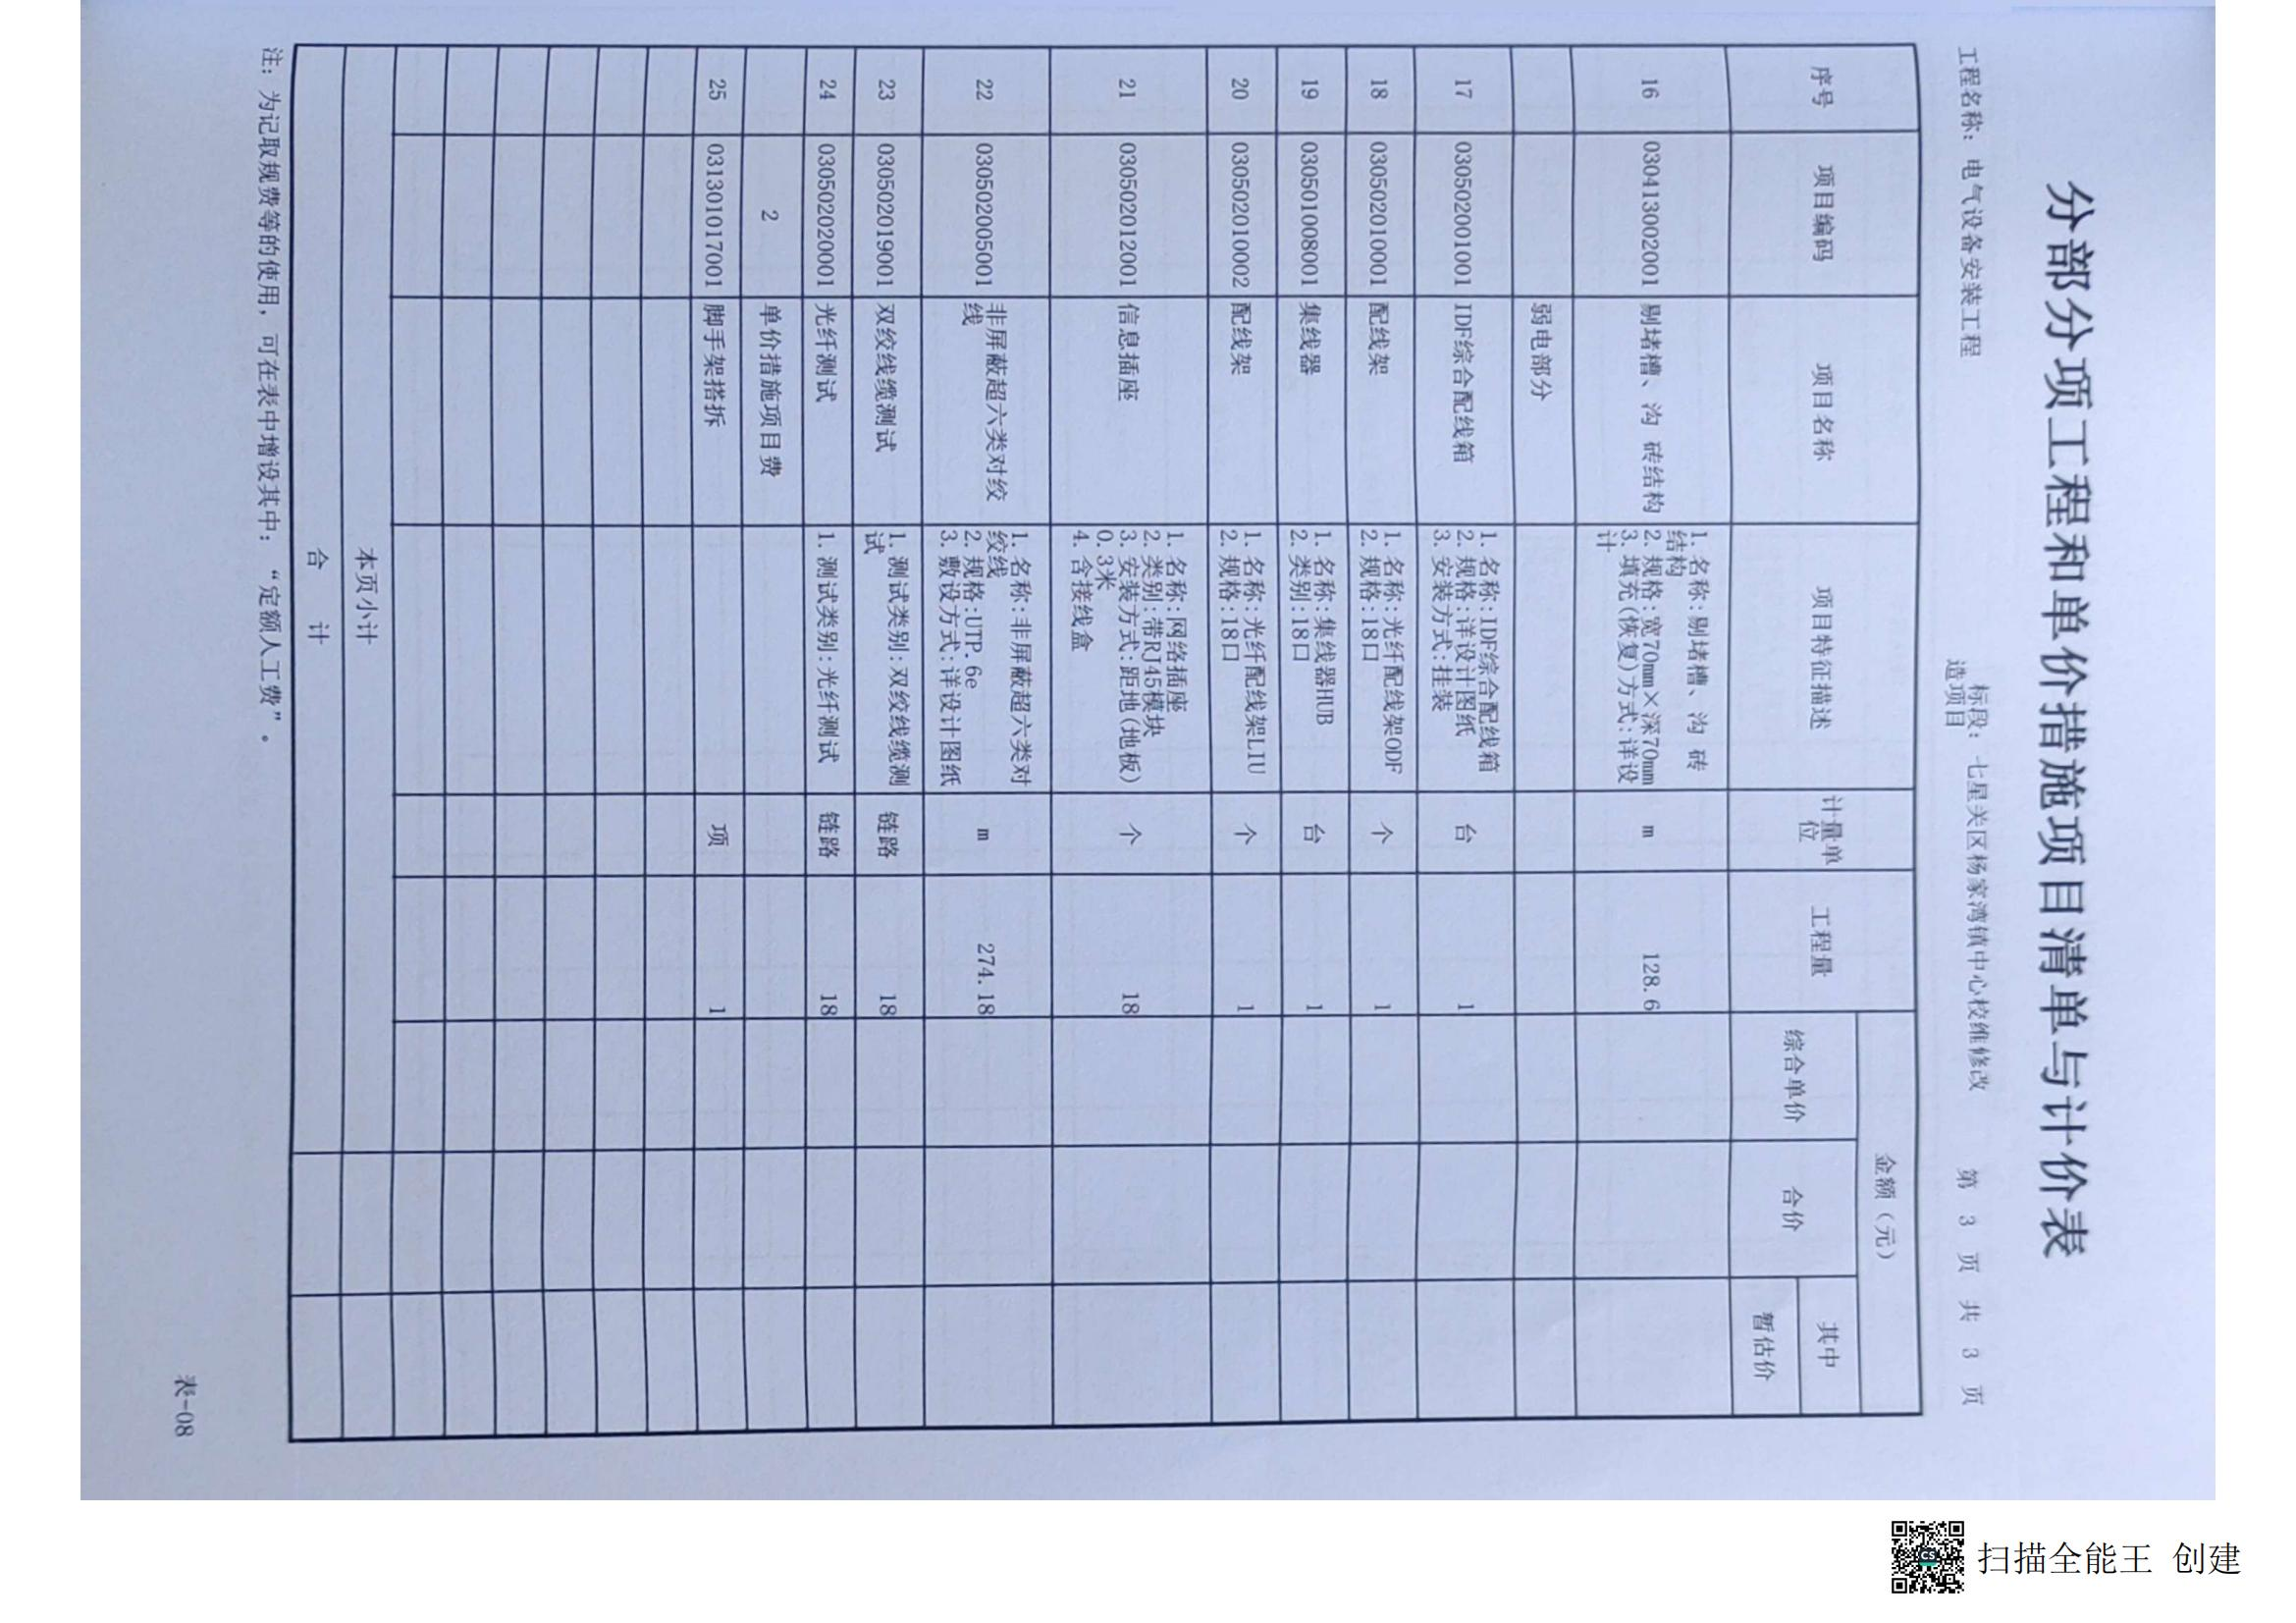 分部分项工程和单价措施项目清单与计价表
工程名称: 电气设备安装工程 标段: 七星关区杨家湾镇中心校维修改造项目 第 3 页 共 3 页
序号 项目编码 项目名称 项目特征描述 计量单位 工程量 金额（元）
综合单价 合价 其中
暂估价
16 030413002001 剔堵槽、沟 砖结构 1. 名称:剔堵槽、沟 砖
结构
2. 规格:宽70mm×深70mm
3. 填充(恢复)方式:详设
计
m 128.6
弱电部分
17 030502001001 IDF综合配线箱 1. 名称:IDF综合配线箱
2. 规格:详设计图纸
3. 安装方式:挂装
台 1
18 030502010001 配线架 1. 名称:光纤配线架ODF
2. 规格:18口
个 1
19 030501008001 集线器 1. 名称:集线器HUB
2. 类别:18口
台 1
20 030502010002 配线架 1. 名称:光纤配线架LIU
2. 规格:18口
个 1
21 030502012001 信息插座 1. 名称:网络插座
2. 类别:带RJ45模块
3. 安装方式:距地(地板)
0.3米
4. 含接线盒
个 18
22 030502005001 非屏蔽超六类对绞
线
1. 名称:非屏蔽超六类对
绞线
2. 规格:UTP.6e
3. 敷设方式:详设计图纸
m 274.18
23 030502019001 双绞线缆测试 1. 测试类别:双绞线缆测
试
链路 18
24 030502020001 光纤测试 1. 测试类别:光纤测试 链路 18
2 单价措施项目费
25 031301017001 脚手架搭拆 项 1
本页小计
合 计
注: 为记取规费等的使用, 可在表中增设其中: “定额人工费”。
表-08
扫描全能王 创建